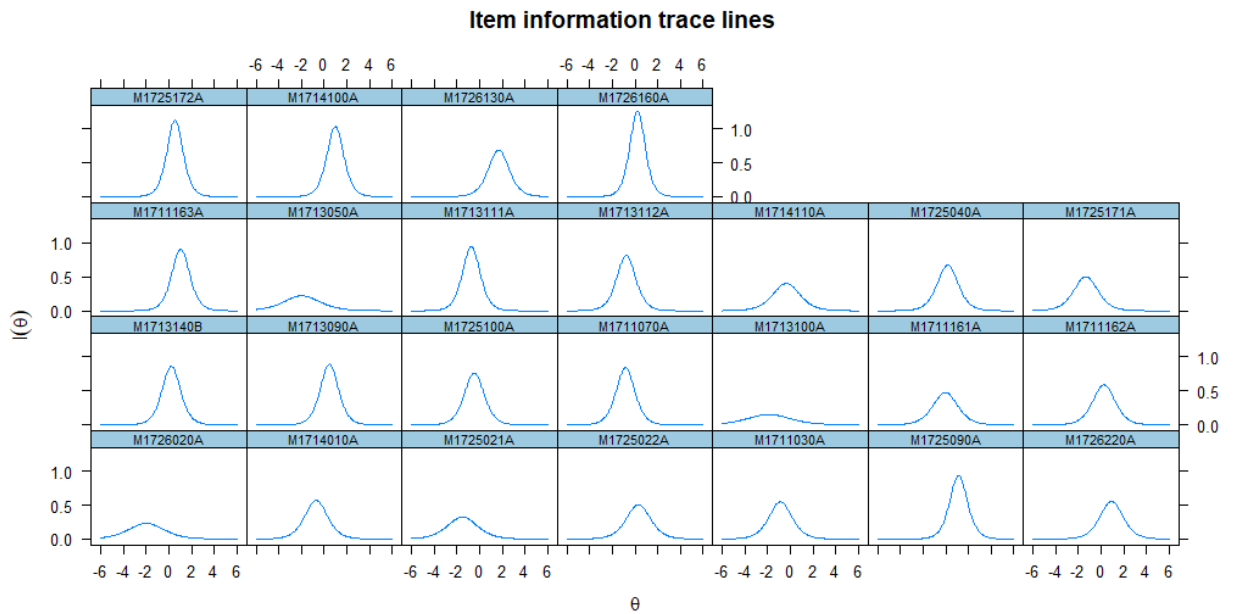 Item information trace lines
-6 -4 -2 0 2 4 6 -6 -4 -2 0 2 4 6
M1725172A M1714100A M1726130A M1726160A
1.0
0.5
0.0
M1711163A M1713050A M1713111A M1713112A M1714110A M1725040A M1725171A
1.0
0.5
0.0
M1713140B M1713090A M1725100A M1711070A M1713100A M1711161A M1711162A
1.0
0.5
0.0
M1726020A M1714010A M1725021A M1725022A M1711030A M1725090A M1726220A
1.0
0.5
0.0
I(θ)
-6 -4 -2 0 2 4 6 -6 -4 -2 0 2 4 6 -6 -4 -2 0 2 4 6 -6 -4 -2 0 2 4 6
θ